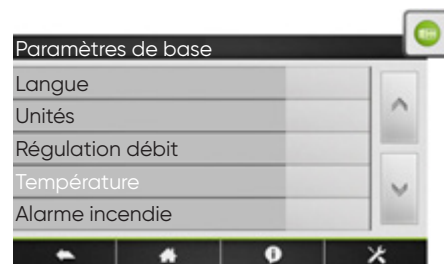 Paramètres de base
Langue
Unités
Régulation débit
Température
Alarme incendie